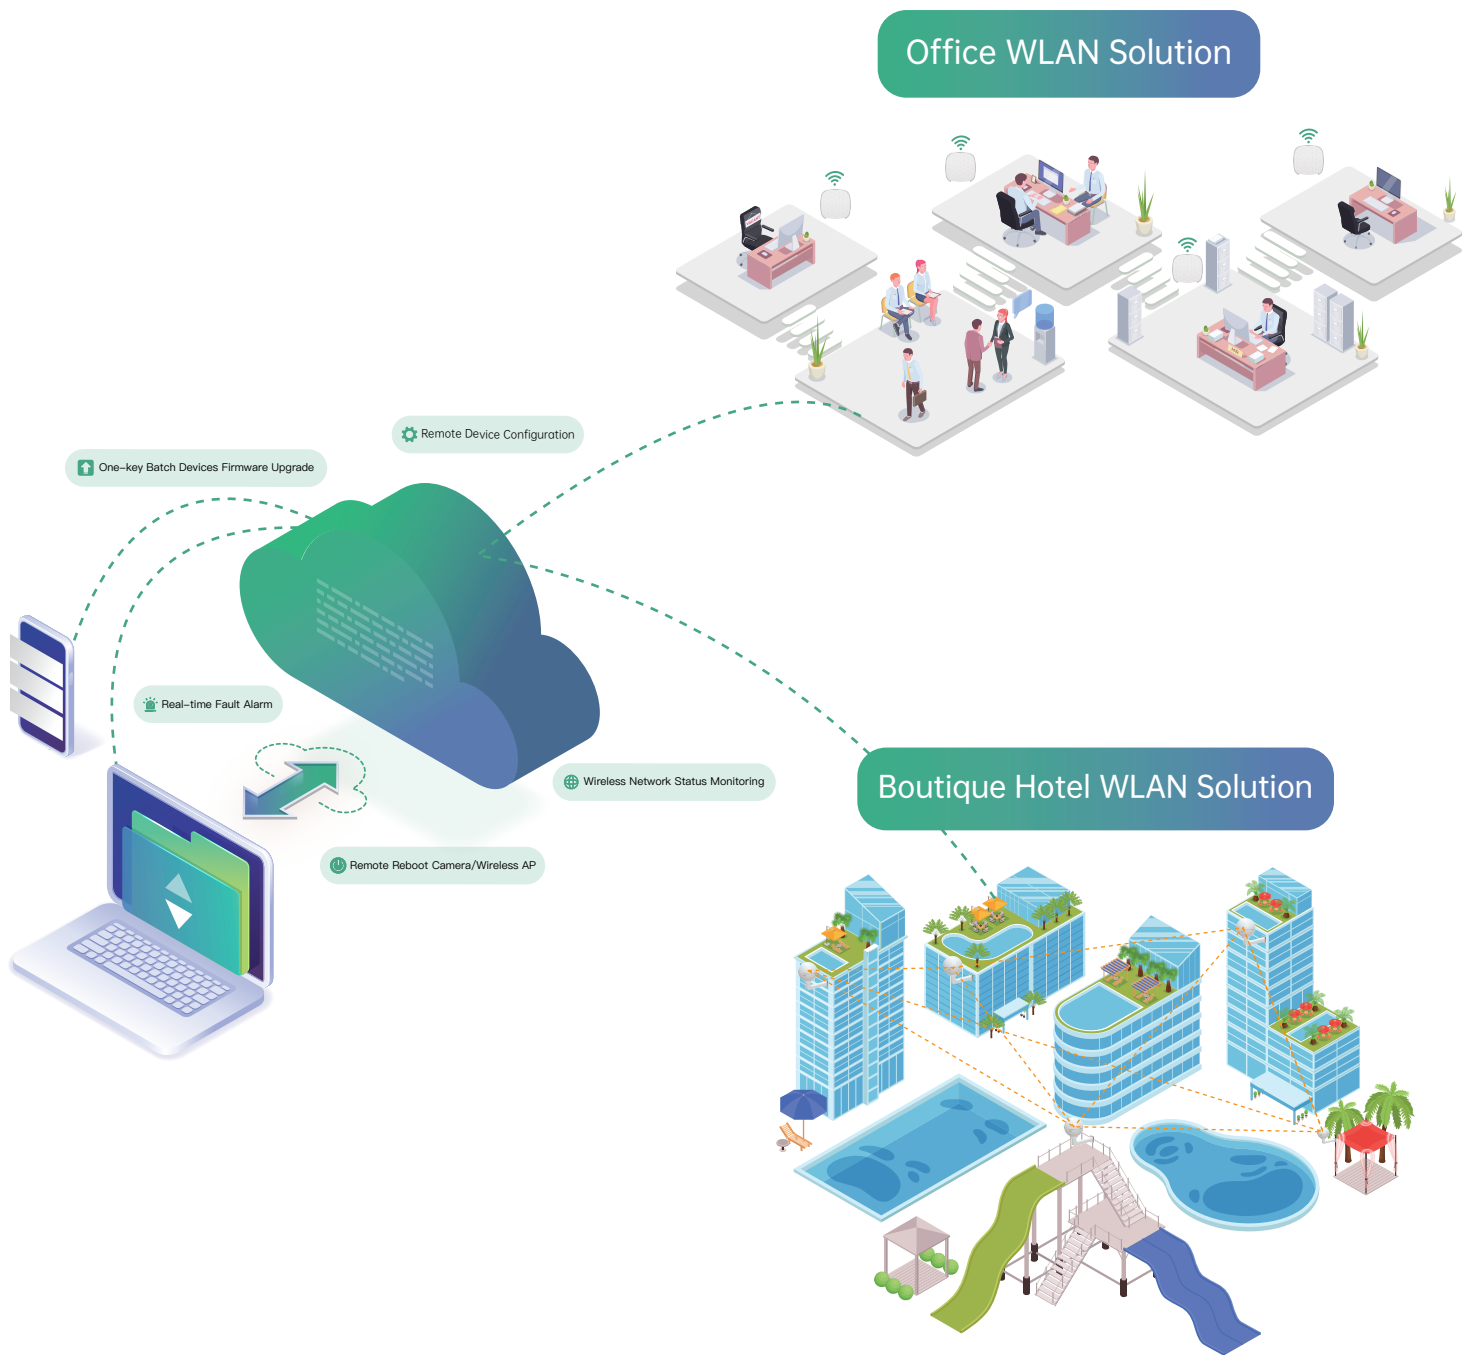 Office WLAN Solution
Remote Device Configuration
One-key Batch Devices Firmware Upgrade
Real-time Fault Alarm
Wireless Network Status Monitoring
Boutique Hotel WLAN Solution
Remote Reboot Camera/Wireless AP